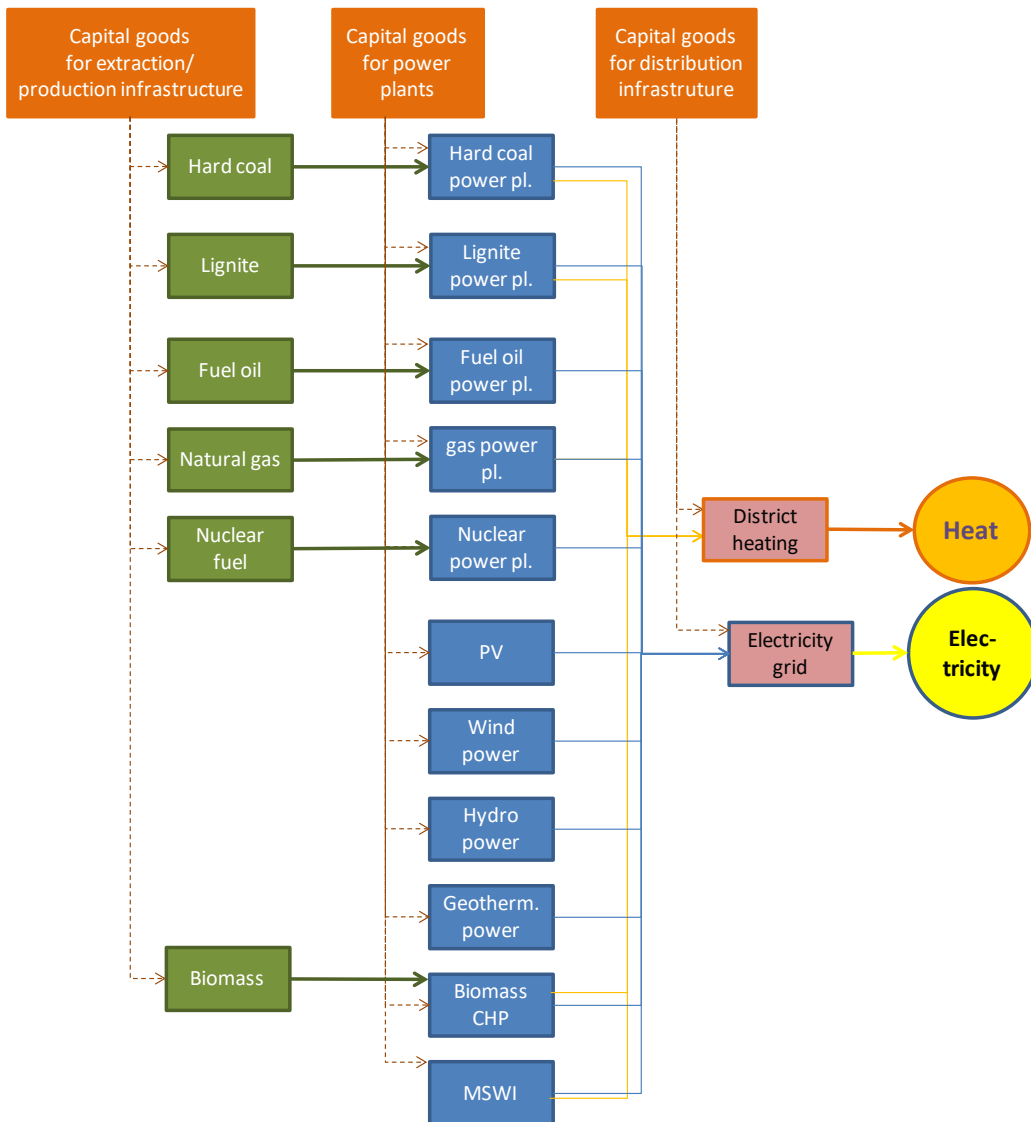 Capital goods
for extraction/
production infrastructure
Capital goods
for power
plants
Capital goods
for distribution
infrastruture
Hard coal
Hard coal
power pl.
Lignite
Lignite
power pl.
Fuel oil
Fuel oil
power pl.
Natural gas
gas power
pl.
Nuclear
fuel
Nuclear
power pl.
District
heating
Heat
PV
Electricity
grid
Elec-
tricity
Wind
power
Hydro
power
Geotherm.
power
Biomass
Biomass
CHP
MSWI